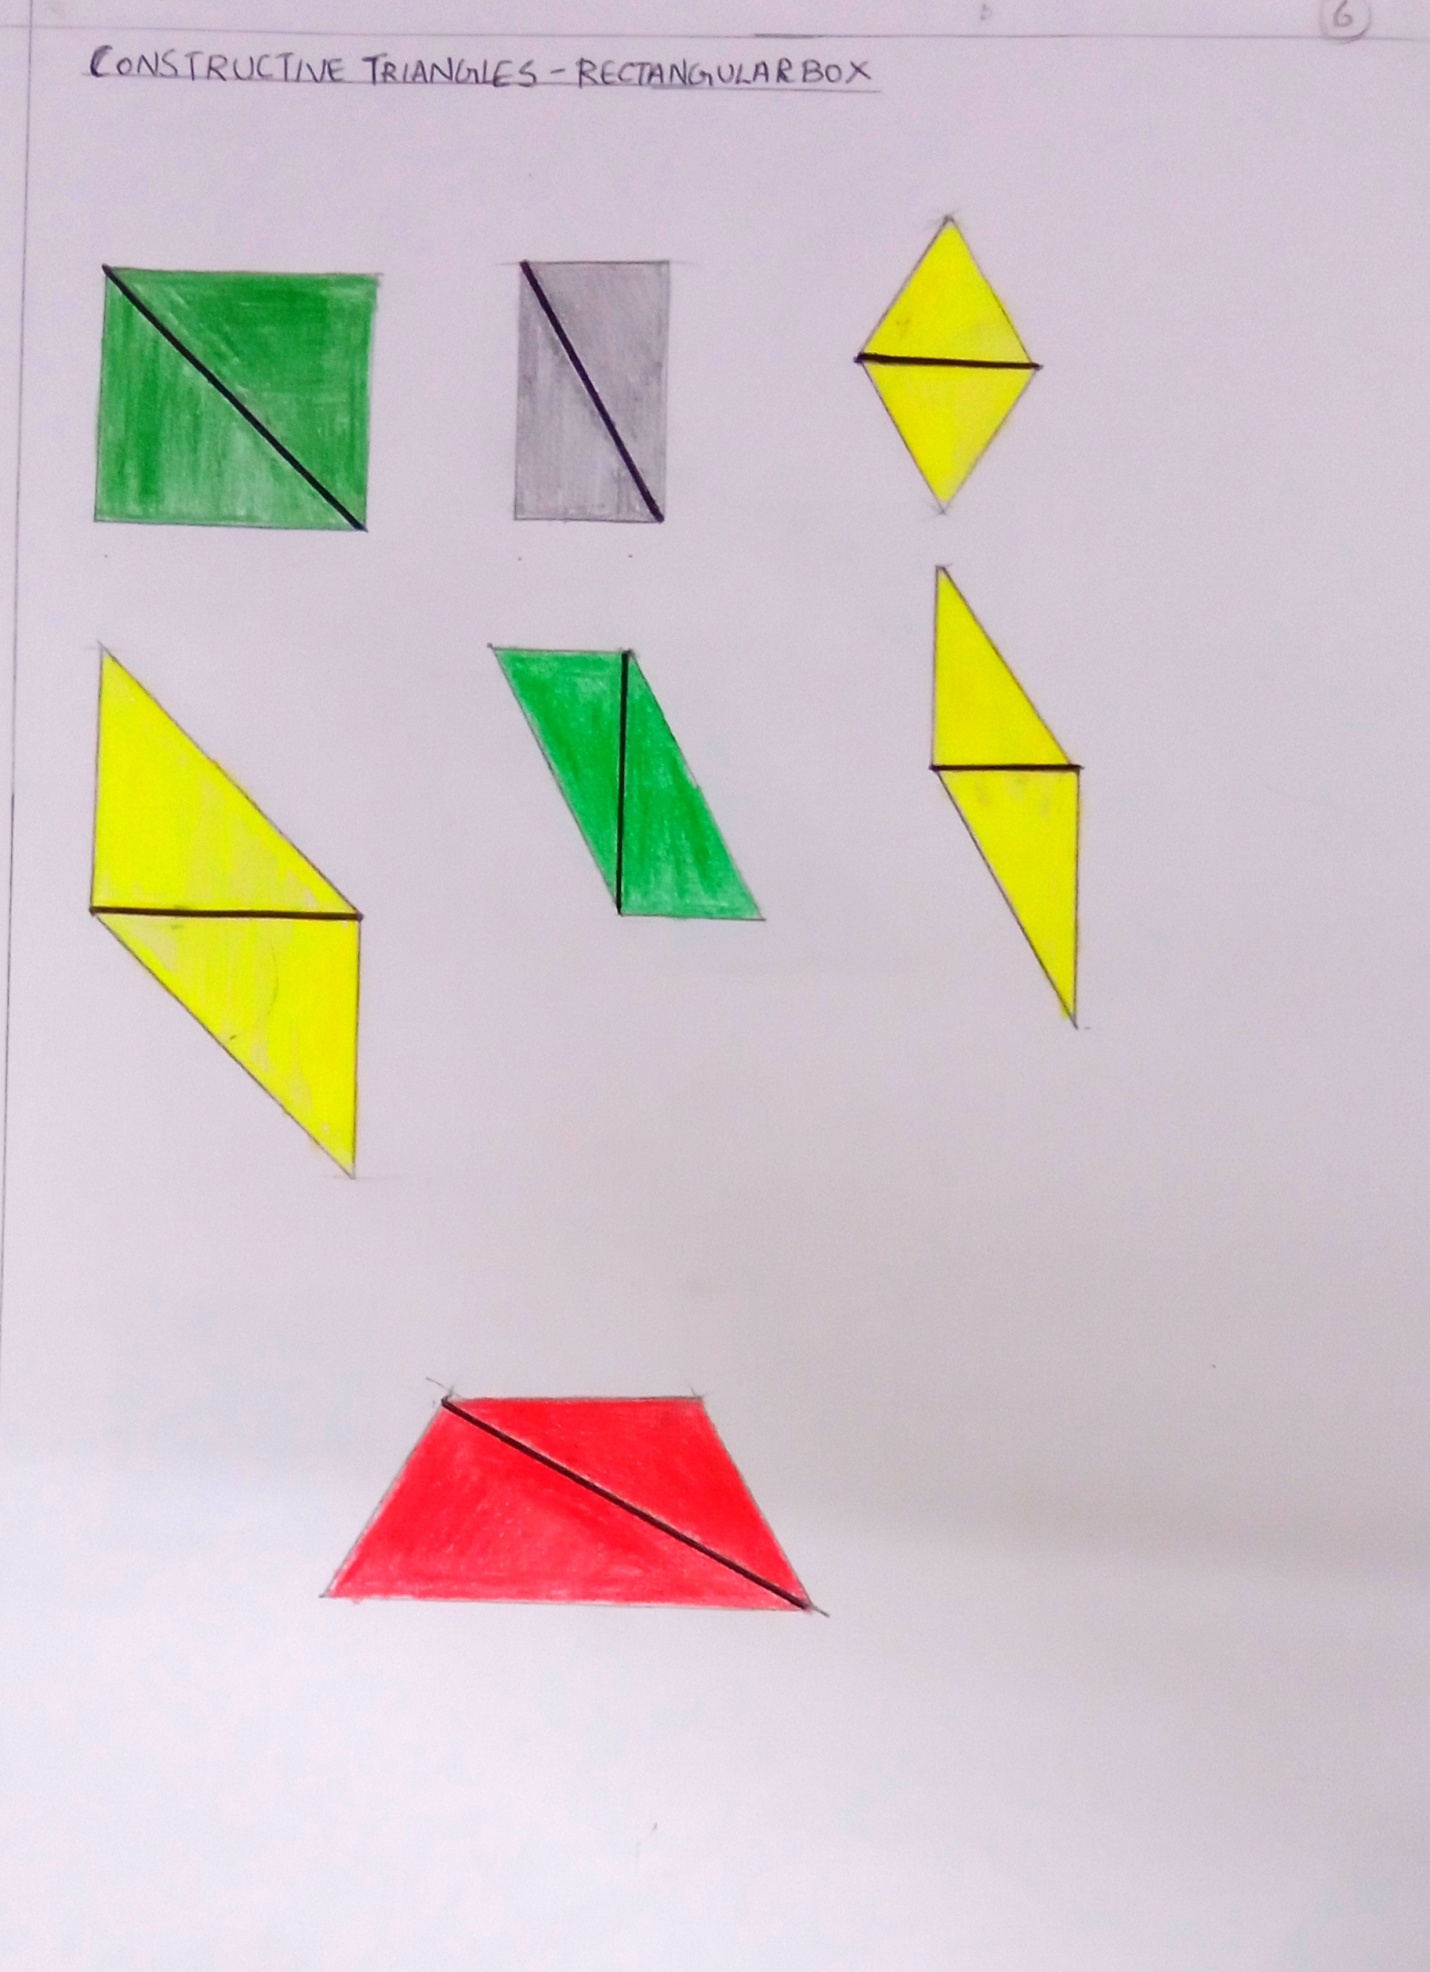 6
CONSTRUCTIVE TRIANGLES - RECTANGULAR BOX